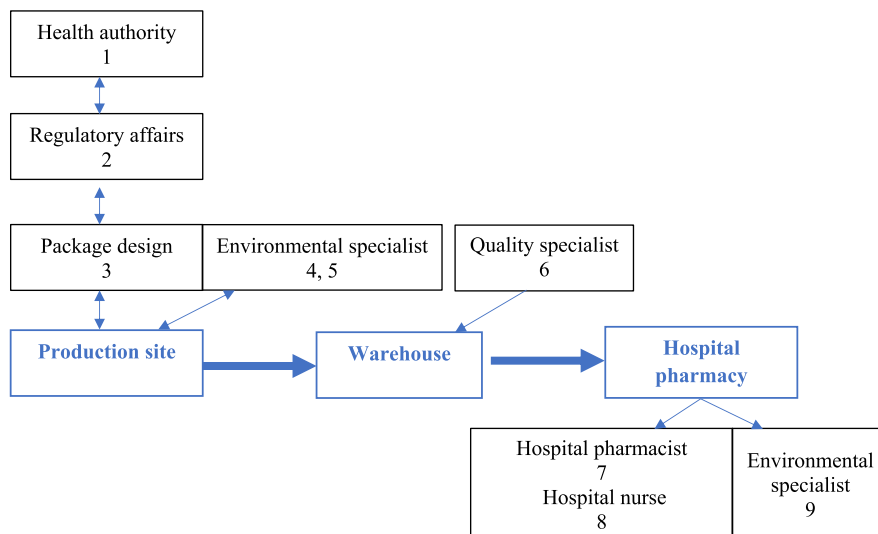 Health authority
1
Regulatory affairs
2
Package design
3
Environmental specialist
4, 5
Quality specialist
6
Production site
Warehouse
Hospital
pharmacy
Hospital pharmacist
7
Hospital nurse
8
Environmental
specialist
9